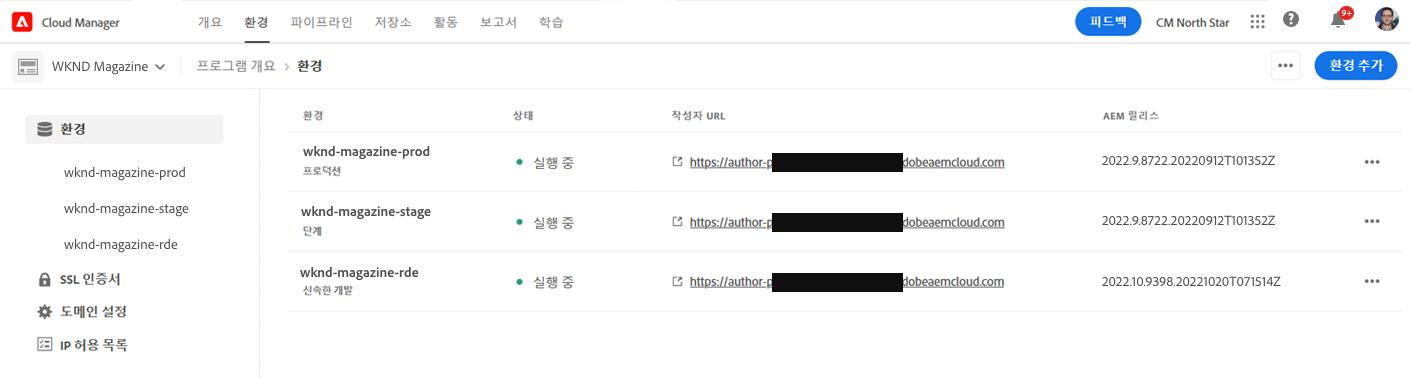 Cloud Manager 개요 환경 파이프라인 저장소 활동 보고서 학습 피드백 CM North Star 9+
WKND Magazine 프로그램 개요 > 환경 환경 추가
환경
wknd-magazine-prod
wknd-magazine-stage
wknd-magazine-rde
SSL 인증서
도메인 설정
IP 허용 목록
환경 상태 작성자 URL AEM 릴리스
wknd-magazine-prod
프로덕션
실행 중 https://author-p dobeaemcloud.com 2022.9.8722.20220912T101352Z
wknd-magazine-stage
단계
실행 중 https://author-p dobeaemcloud.com 2022.9.8722.20220912T101352Z
wknd-magazine-rde
신속한 개발
실행 중 https://author-p dobeaemcloud.com 2022.10.9398.20221020T071514Z